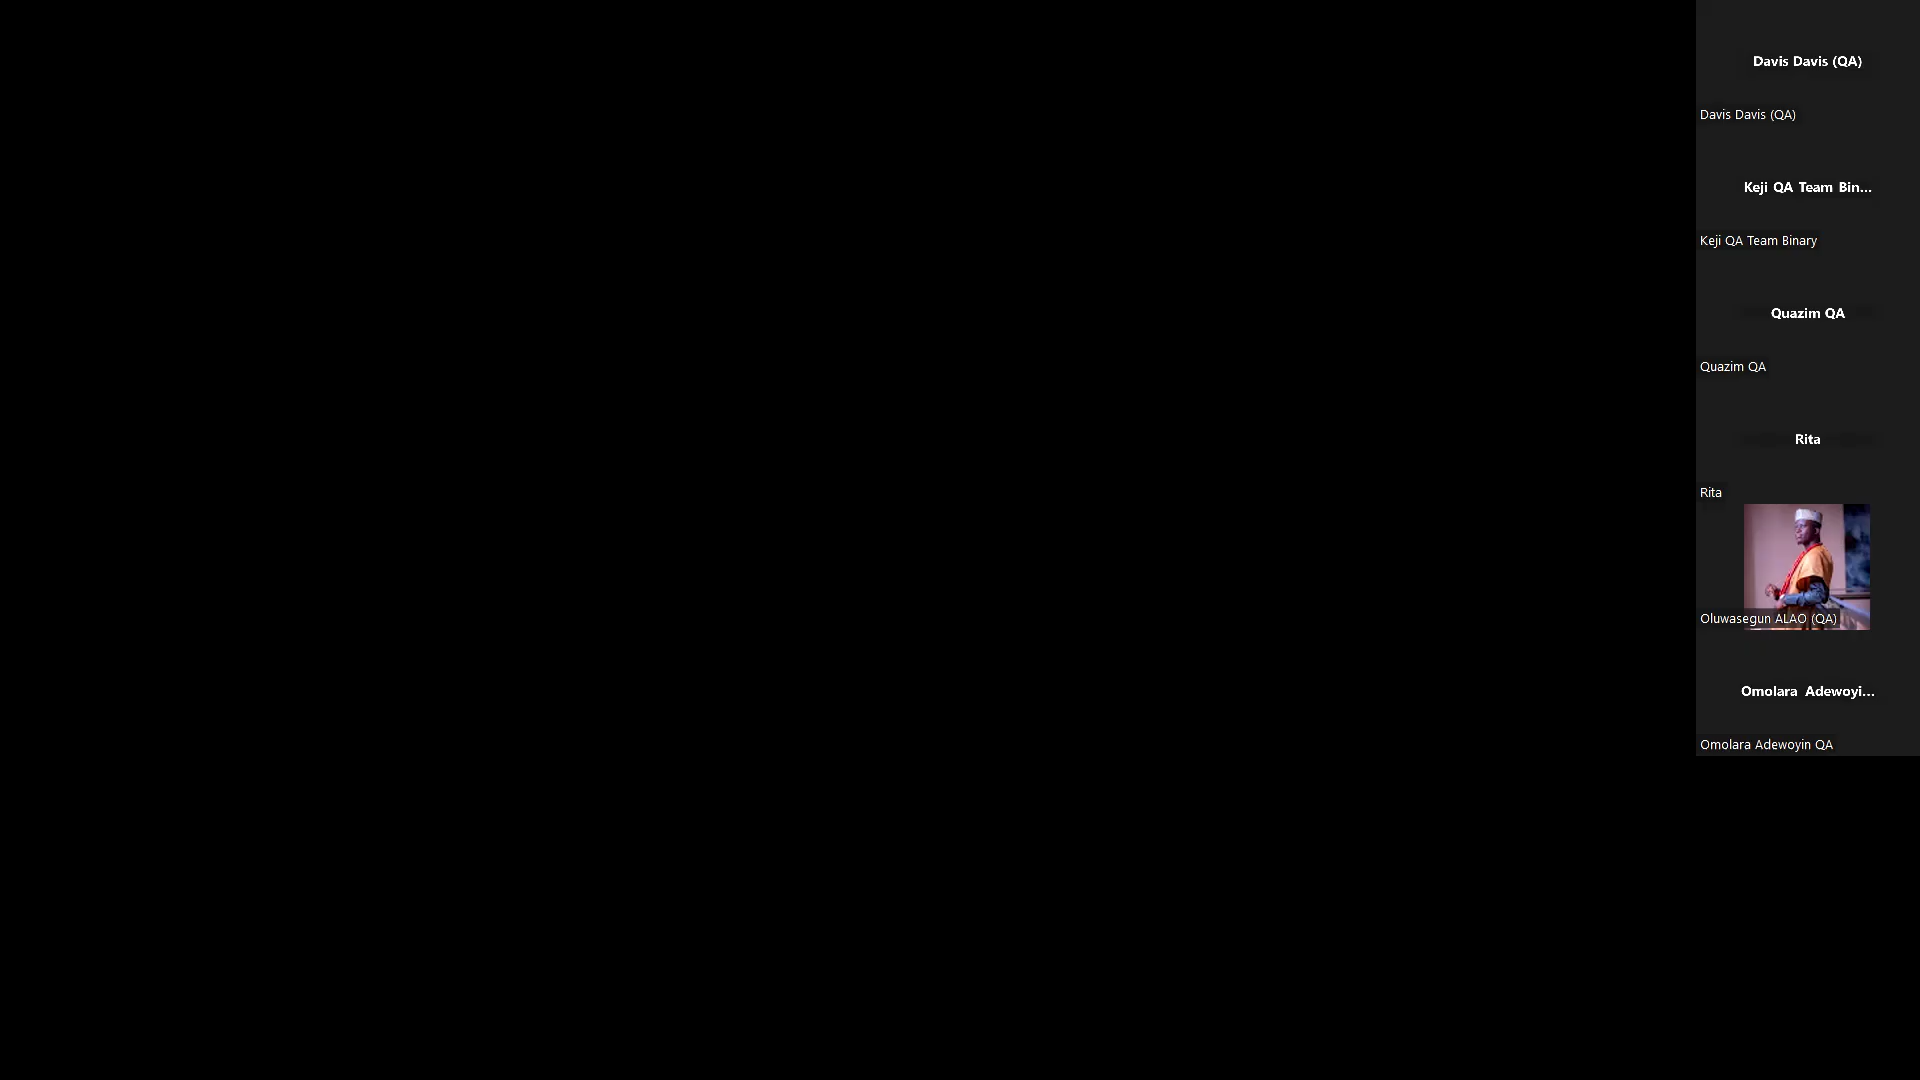 Davis Davis (QA)
Davis Davis (QA)
Keji QA Team Bin...
Keji QA Team Binary
Quazim QA
Quazim QA
Rita
Rita
Oluwasegun ALAO (QA)
Omolara Adewoyi...
Omolara Adewoyin QA